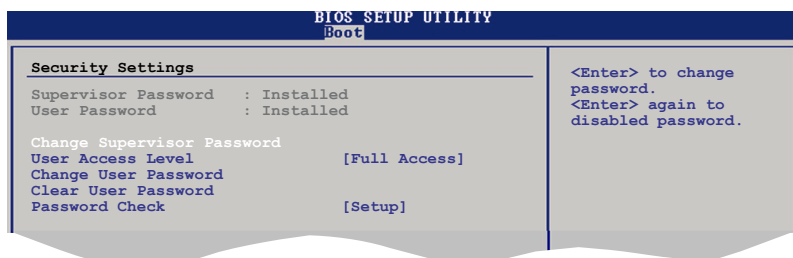 BIOS SETUP UTILITY
Boot
Security Settings
Supervisor Password : Installed
User Password : Installed
Change Supervisor Password
User Access Level [Full Access]
Change User Password
Clear User Password
Password Check [Setup]
<Enter> to change
password.
<Enter> again to
disabled password.